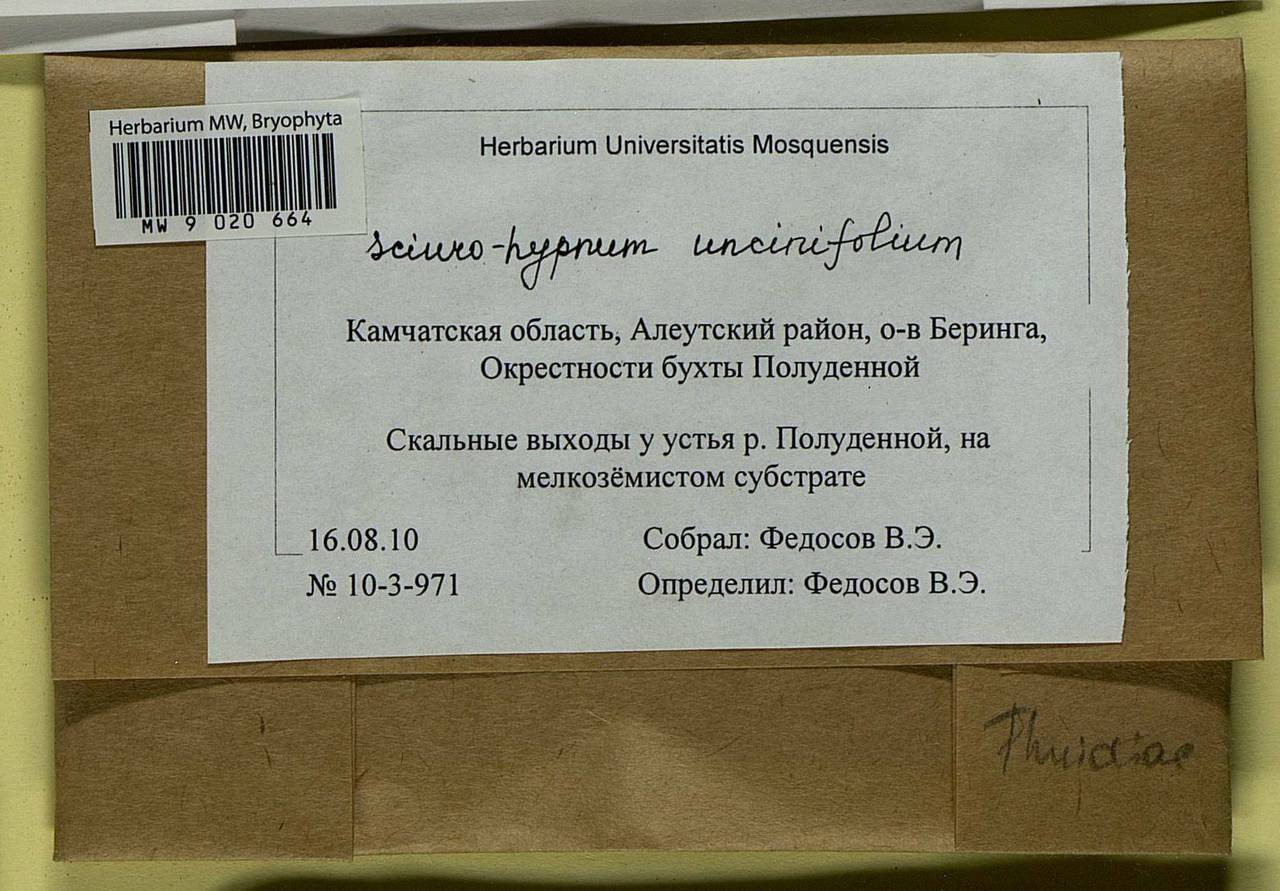 Herbarium MW, Bryophyta
MW 9 020 664
Herbarium Universitatis Mosquensis
sciuro-hypnum uncinifolium
Камчатская область, Алеутский район, о-в Беринга,
Окрестности бухты Полуденной
Скальные выходы у устья р. Полуденной, на
мелкозёмистом субстрате
16.08.10 Собрал: Федосов В.Э.
№ 10-3-971 Определил: Федосов В.Э.